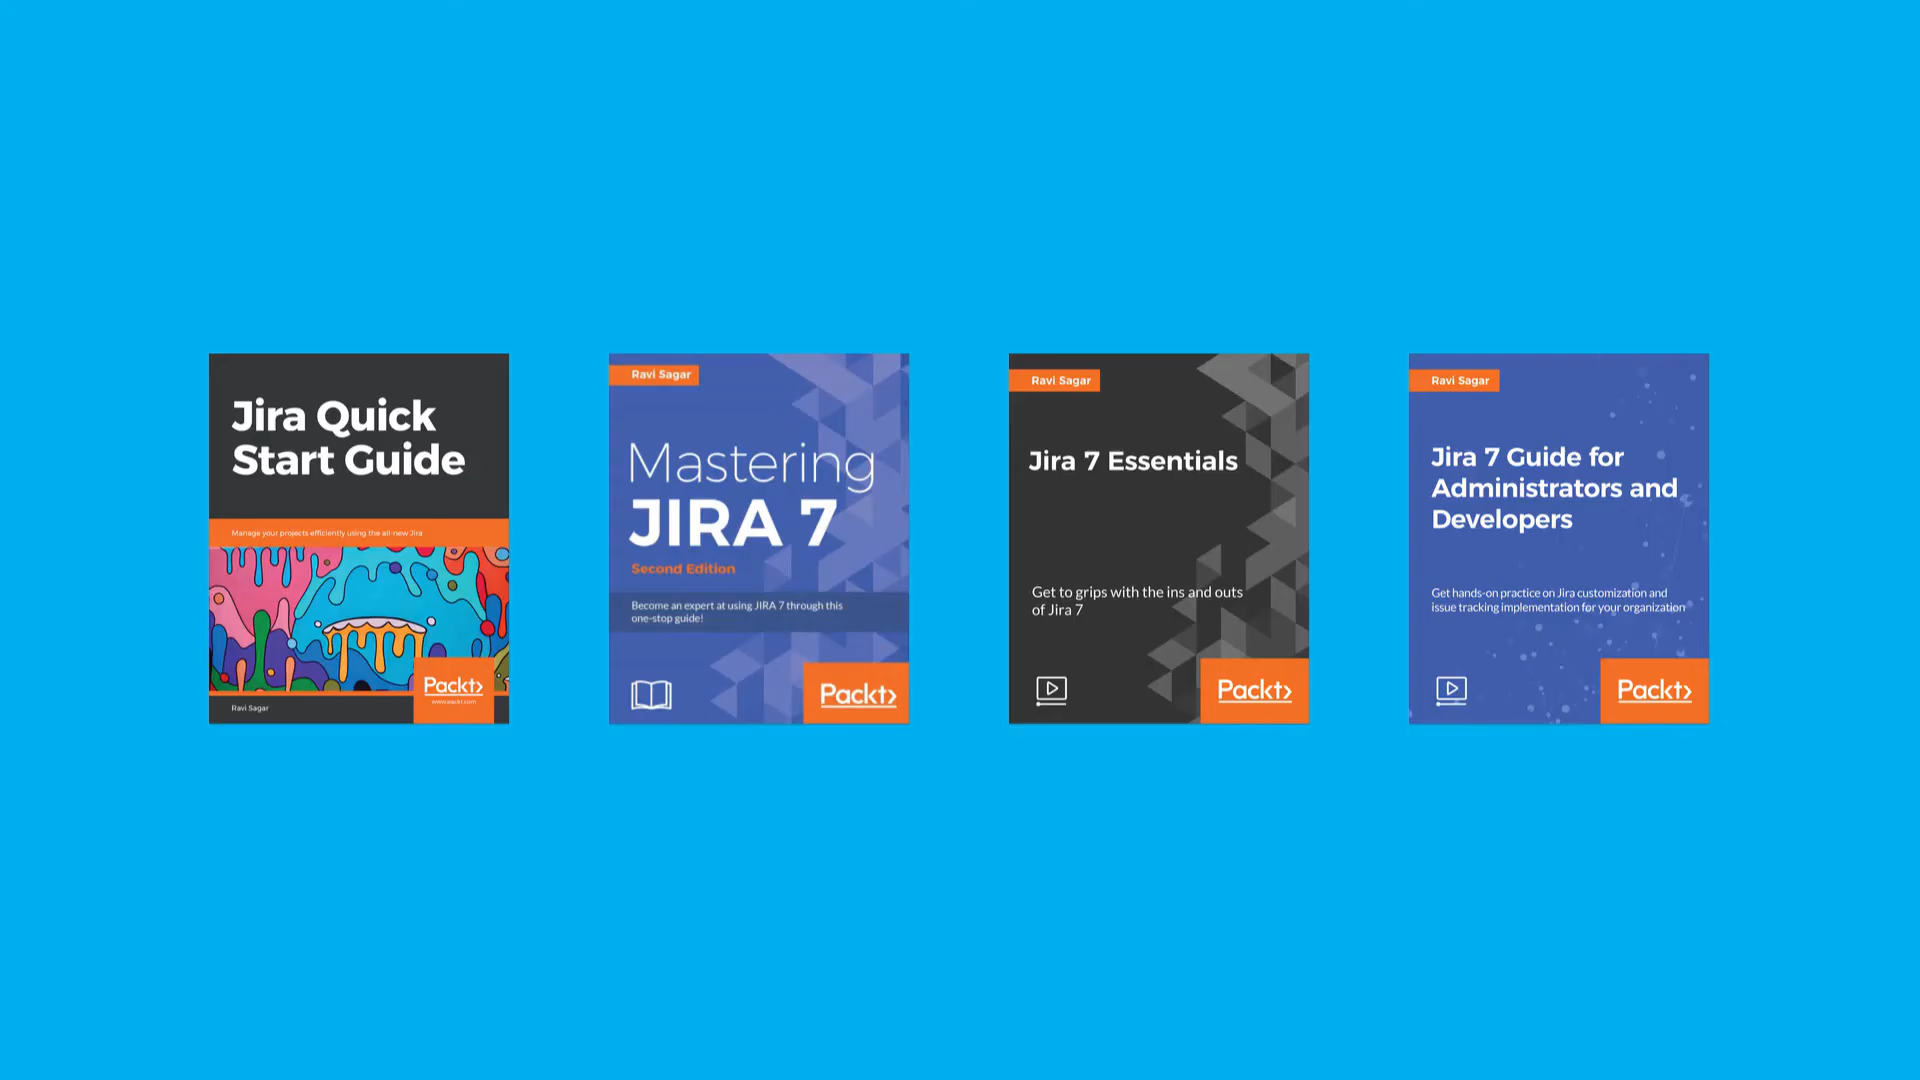 Jira Quick
Start Guide
Manage your projects efficiently using the all-new Jira
Packt>
www.packt.com
Ravi Sagar
Ravi Sagar
Mastering
JIRA 7
Second Edition
Become an expert at using JIRA 7 through this
one-stop guide!
Packt>
Ravi Sagar
Jira 7 Essentials
Get to grips with the ins and outs
of Jira 7
Packt>
Ravi Sagar
Jira 7 Guide for
Administrators and
Developers
Get hands-on practice on Jira customization and
issue tracking implementation for your organization
Packt>